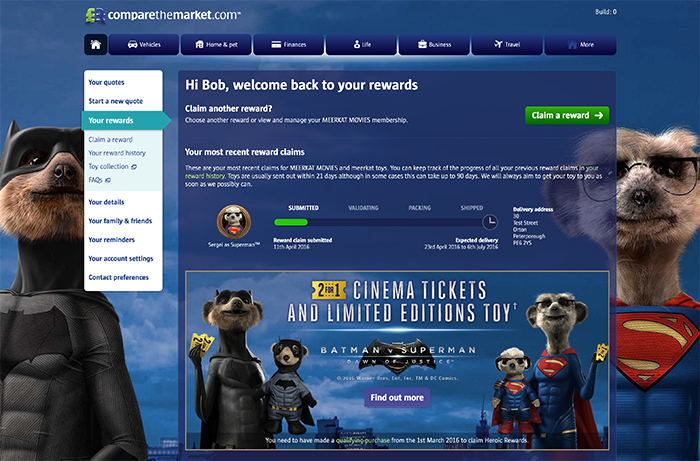 comparethemarket.com™
Build: 0
Vehicles
Home & pet
Finances
Life
Business
Travel
More
Your quotes
Start a new quote
Your rewards
Claim a reward
Your reward history
Toy collection
FAQs
Your details
Your family & friends
Your reminders
Your account settings
Contact preferences
Hi Bob, welcome back to your rewards
Claim another reward?
Choose another reward or view and manage your MEERKAT MOVIES membership.
Claim a reward
Your most recent reward claims
These are your most recent claims for MEERKAT MOVIES and meerkat toys. You can keep track of the progress of all your previous reward claims in your
reward history. Toys are usually sent out within 21 days although in some cases this can take up to 90 days. We will always aim to get your toy to you as
soon as we possibly can.
SUBMITTED VALIDATING PACKING SHIPPED
Sergei as Superman™
Reward claim submitted
11th April 2016
Expected delivery
23rd April 2016 to 6th July 2016
Delivery address
30
Test Street
Orton
Peterborough
PE6 2YS
2 FOR 1 CINEMA TICKETS
AND LIMITED EDITIONS TOY†
BATMAN V SUPERMAN
DAWN OF JUSTICE
© 2016 Warner Bros. Ent. Inc. TM & DC Comics.
Find out more
You need to have made a qualifying purchase from the 1st March 2016 to claim Heroic Rewards.